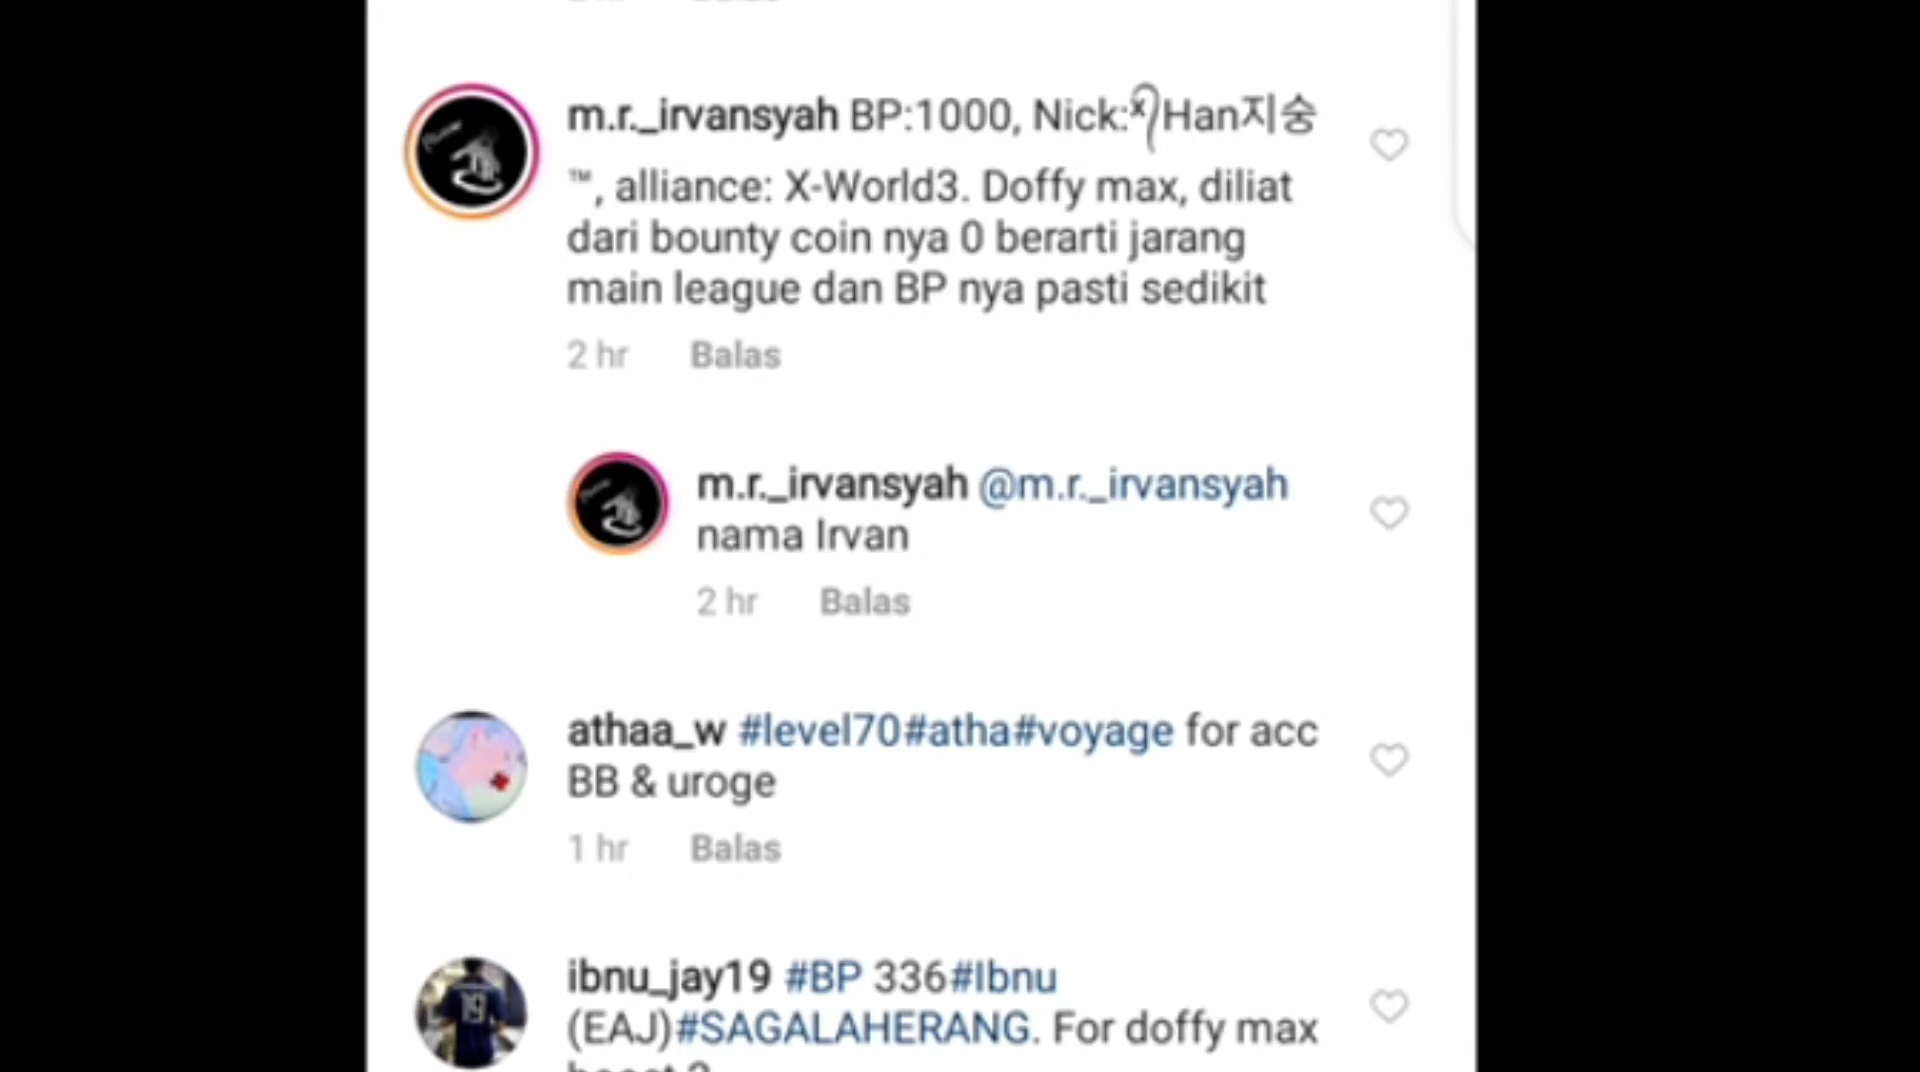 m.r._irvansyah BP:1000, Nick:ᕁᥫHan지숭
™, alliance: X-World3. Doffy max, diliat
dari bounty coin nya 0 berarti jarang
main league dan BP nya pasti sedikit
2 hr Balas
m.r._irvansyah @m.r._irvansyah
nama Irvan
2 hr Balas
athaa_w #level70#atha#voyage for acc
BB & uroge
1 hr Balas
19
ibnu_jay19 #BP 336#Ibnu
(EAJ)#SAGALAHERANG. For doffy max